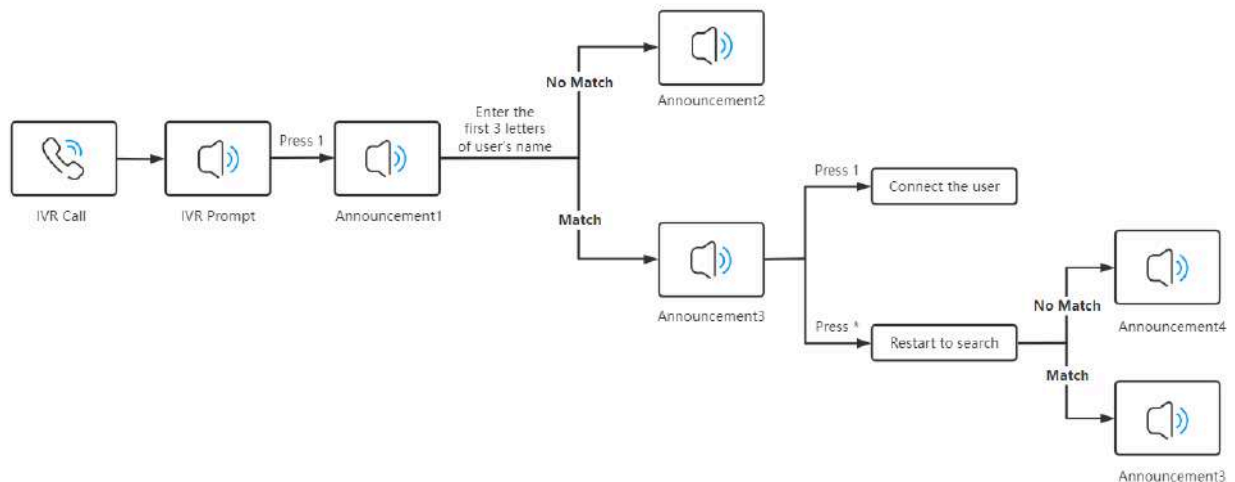 IVR Call
IVR Prompt
Press 1
Announcement1
Enter the
first 3 letters
of user's name
No Match
Announcement2
Match
Announcement3
Press 1
Connect the user
Press *
Restart to search
No Match
Announcement4
Match
Announcement3